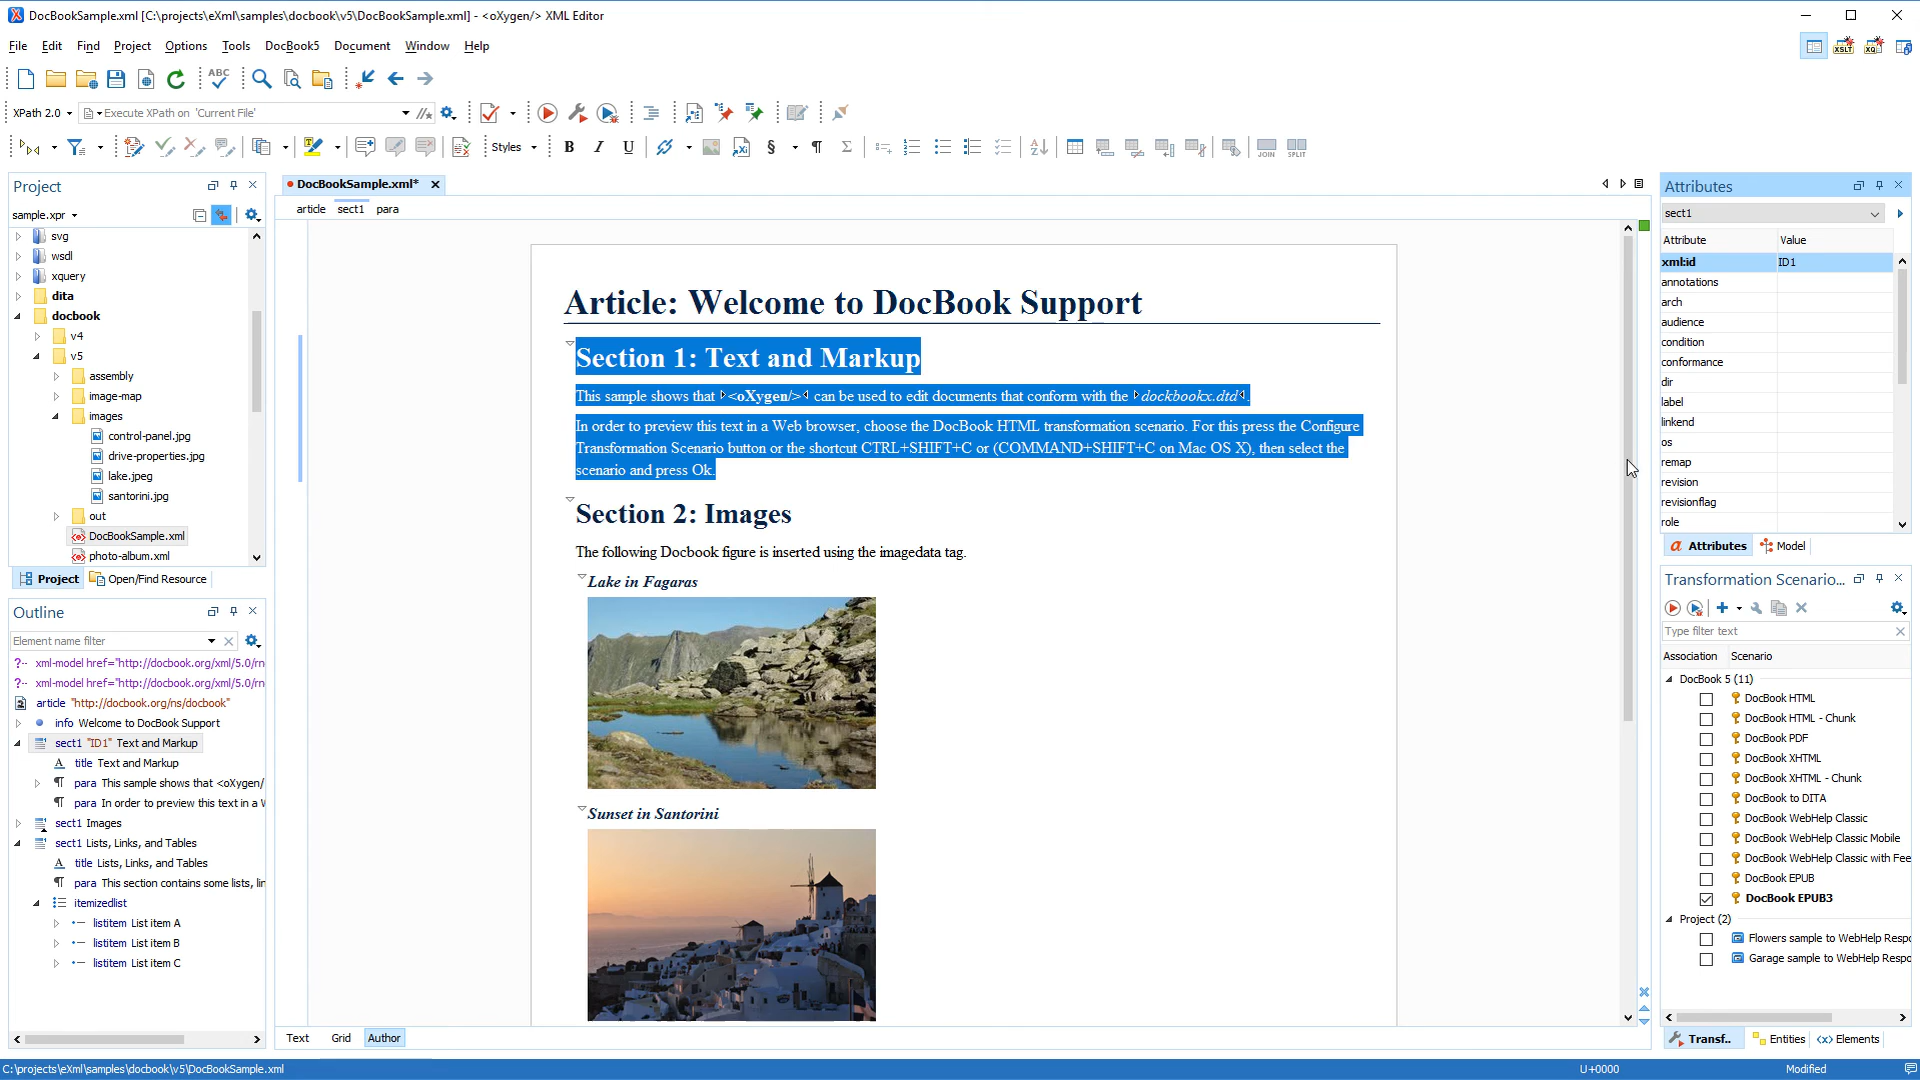 DocBookSample.xml [C:\projects\eXml\samples\docbook\v5\DocBookSample.xml] - <oXygen/> XML Editor
File Edit Find Project Options Tools DocBook5 Document Window Help
XPath 2.0 Execute XPath on 'Current File'
Styles B I U § ¶ Σ JOIN SPLIT
Project
sample.xpr
svg
wsdl
xquery
dita
docbook
v4
v5
assembly
image-map
images
control-panel.jpg
drive-properties.jpg
lake.jpeg
santorini.jpg
out
DocBookSample.xml
photo-album.xml
Project Open/Find Resource
Outline
Element name filter
xml-model href="http://docbook.org/xml/5.0/rn
xml-model href="http://docbook.org/xml/5.0/rn
article "http://docbook.org/ns/docbook"
info Welcome to DocBook Support
sect1 "ID1" Text and Markup
title Text and Markup
para This sample shows that <oXygen/
para In order to preview this text in a W
sect1 Images
sect1 Lists, Links, and Tables
title Lists, Links, and Tables
para This section contains some lists, lin
itemizedlist
listitem List item A
listitem List item B
listitem List item C
DocBookSample.xml*
article sect1 para
Article: Welcome to DocBook Support
Section 1: Text and Markup
This sample shows that <oXygen/> can be used to edit documents that conform with the dockbookx.dtd.
In order to preview this text in a Web browser, choose the DocBook HTML transformation scenario. For this press the Configure
Transformation Scenario button or the shortcut CTRL+SHIFT+C or (COMMAND+SHIFT+C on Mac OS X), then select the
scenario and press Ok.
Section 2: Images
The following Docbook figure is inserted using the imagedata tag.
Lake in Fagaras
Sunset in Santorini
Text Grid Author
Attributes
sect1
Attribute Value
xml:id ID1
annotations
arch
audience
condition
conformance
dir
label
linkend
os
remap
revision
revisionflag
role
Attributes Model
Transformation Scenario...
Type filter text
Association Scenario
DocBook 5 (11)
DocBook HTML
DocBook HTML - Chunk
DocBook PDF
DocBook XHTML
DocBook XHTML - Chunk
DocBook to DITA
DocBook WebHelp Classic
DocBook WebHelp Classic Mobile
DocBook WebHelp Classic with Fee
DocBook EPUB
DocBook EPUB3
Project (2)
Flowers sample to WebHelp Respo
Garage sample to WebHelp Respo
Transf.. Entities Elements
C:\projects\eXml\samples\docbook\v5\DocBookSample.xml U+0000 Modified